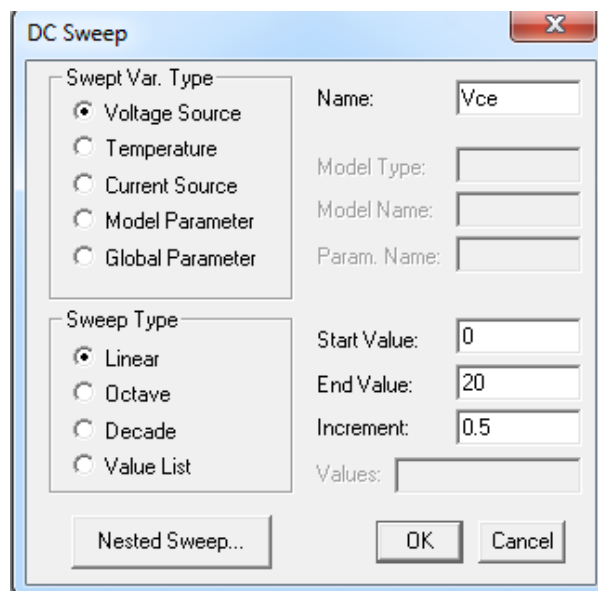 DC Sweep
Swept Var. Type
Voltage Source
Temperature
Current Source
Model Parameter
Global Parameter
Name: Vce
Model Type:
Model Name:
Param. Name:
Sweep Type
Linear
Octave
Decade
Value List
Start Value: 0
End Value: 20
Increment: 0.5
Values:
Nested Sweep...
OK
Cancel